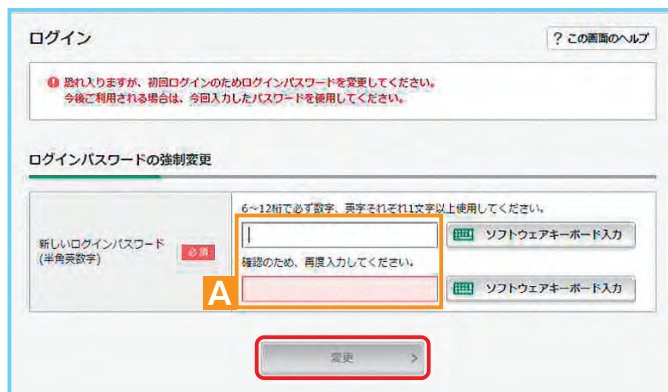 ログイン
? この画面のヘルプ
恐れ入りますが、初回ログインのためログインパスワードを変更してください。
今後ご利用される場合は、今回入力したパスワードを使用してください。
ログインパスワードの強制変更
6~12桁で必ず数字、英字それぞれ1文字以上使用してください。
新しいログインパスワード
(半角英数字)
必須
ソフトウェアキーボード入力
確認のため、再度入力してください。
A
ソフトウェアキーボード入力
変更 >